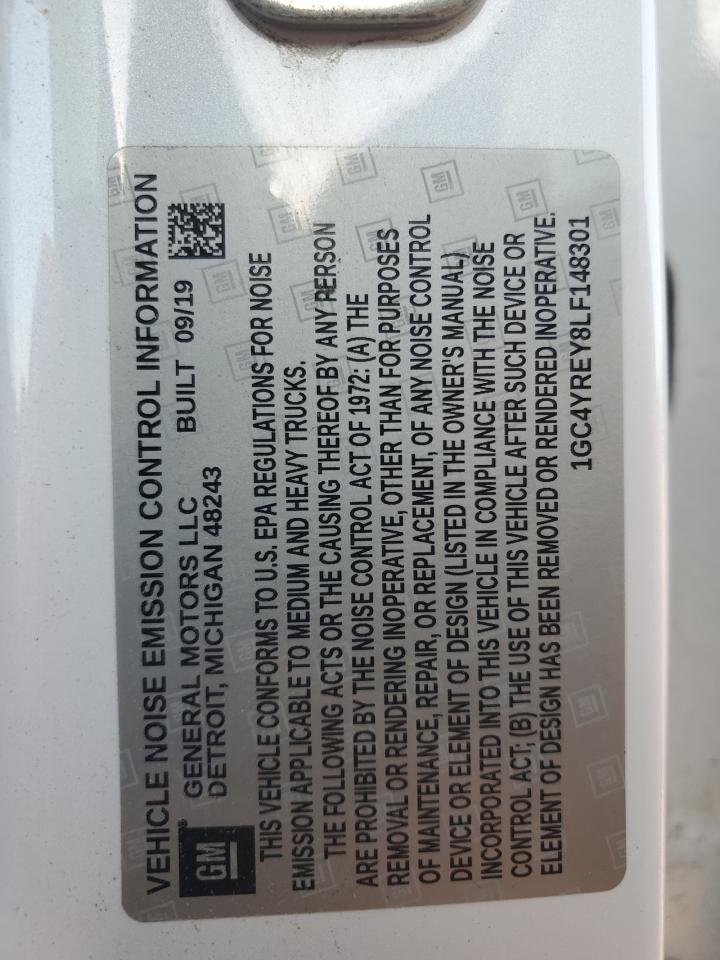 VEHICLE NOISE EMISSION CONTROL INFORMATION
GM®
GENERAL MOTORS LLC
DETROIT, MICHIGAN 48243
BUILT 09/19
THIS VEHICLE CONFORMS TO U.S. EPA REGULATIONS FOR NOISE
EMISSION APPLICABLE TO MEDIUM AND HEAVY TRUCKS.
THE FOLLOWING ACTS OR THE CAUSING THEREOF BY ANY PERSON
ARE PROHIBITED BY THE NOISE CONTROL ACT OF 1972: (A) THE
REMOVAL OR RENDERING INOPERATIVE, OTHER THAN FOR PURPOSES
OF MAINTENANCE, REPAIR, OR REPLACEMENT, OF ANY NOISE CONTROL
DEVICE OR ELEMENT OF DESIGN (LISTED IN THE OWNER'S MANUAL)
INCORPORATED INTO THIS VEHICLE IN COMPLIANCE WITH THE NOISE
CONTROL ACT; (B) THE USE OF THIS VEHICLE AFTER SUCH DEVICE OR
ELEMENT OF DESIGN HAS BEEN REMOVED OR RENDERED INOPERATIVE.
1GC4YREY8LF148301